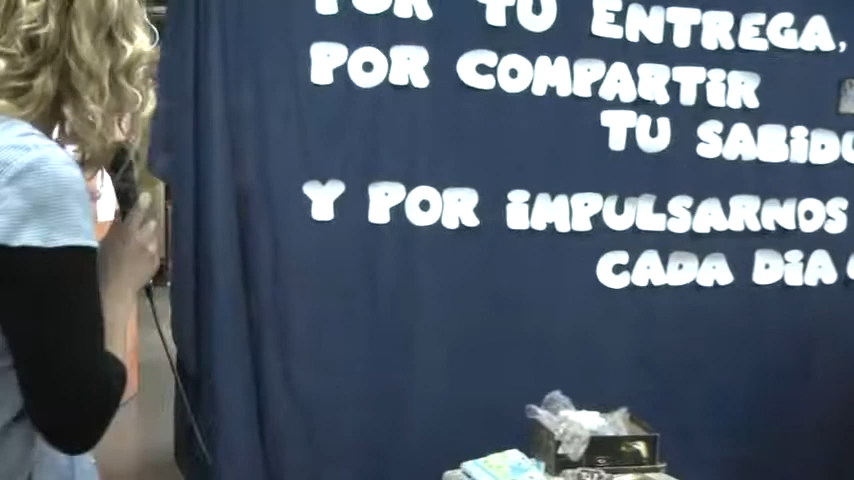 POR TU ENTREGA,
POR COMPARTiR
TU
Y POR iMPULSARNOS
CADA DiA